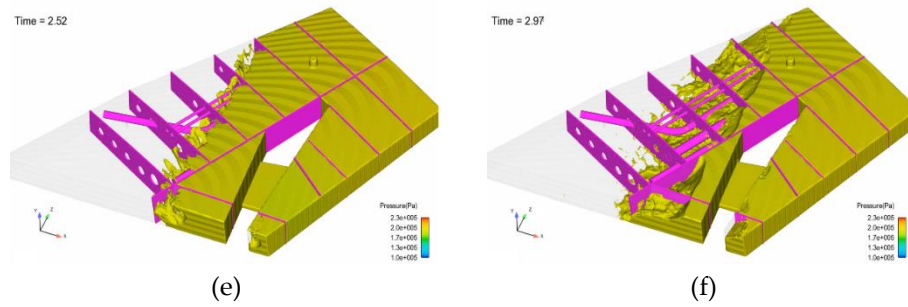 Time = 2.52
Y
Z
X
Pressure(Pa)
2.3e+005
2.0e+005
1.7e+005
1.3e+005
1.0e+005
(e)
Time = 2.97
Y
Z
X
Pressure(Pa)
2.3e+005
2.0e+005
1.7e+005
1.3e+005
1.0e+005
(f)